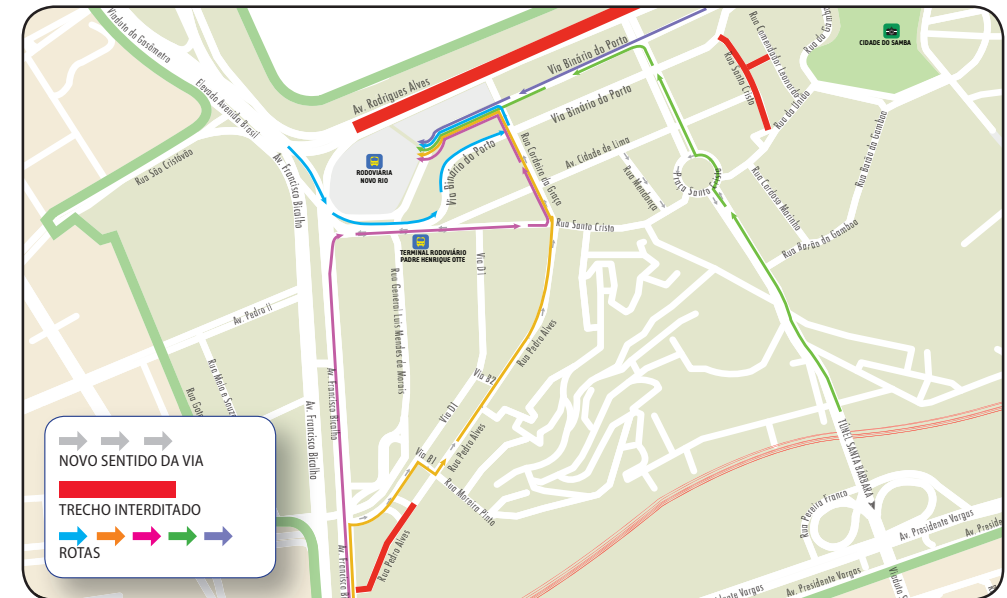 Viaduto do Gasômetro
Elevado Avenida Brasil
Rua São Cristóvão
Av. Francisco Bicalho
Av. Rodrigues Alves
Via Binário do Porto
Via Binário do Porto
Via Binário do Porto
RODOVIÁRIA
NOVO RIO
TERMINAL RODOVIÁRIO
PADRE HENRIQUE OTTE
Rua Cordeiro da Graça
Av. Cidade de Lima
Rua Mendonça
Rua Santo Cristo
Praça Santo Cristo
Rua Santo Cristo
Rua Comendador Leonardo
Rua da União
CIDADE DO SAMBA
Rua Barão da Gamboa
Rua Cardoso Marinho
Rua Barão da Gamboa
Av. Pedro II
Rua Melo e Souza
Av. Francisco Bicalho
Av. Francisco Bicalho
Rua General Luis Mendes de Morais
Via D1
Via D1
Via B2
Via B1
Rua Pedro Alves
Rua Pedro Alves
Rua Pedro Alves
Rua Moreira Pinto
TÚNEL SANTA BÁRBARA
Rua Pereira Franco
Av. Presidente Vargas
Av. Presidente Vargas
NOVO SENTIDO DA VIA
TRECHO INTERDITADO
ROTAS